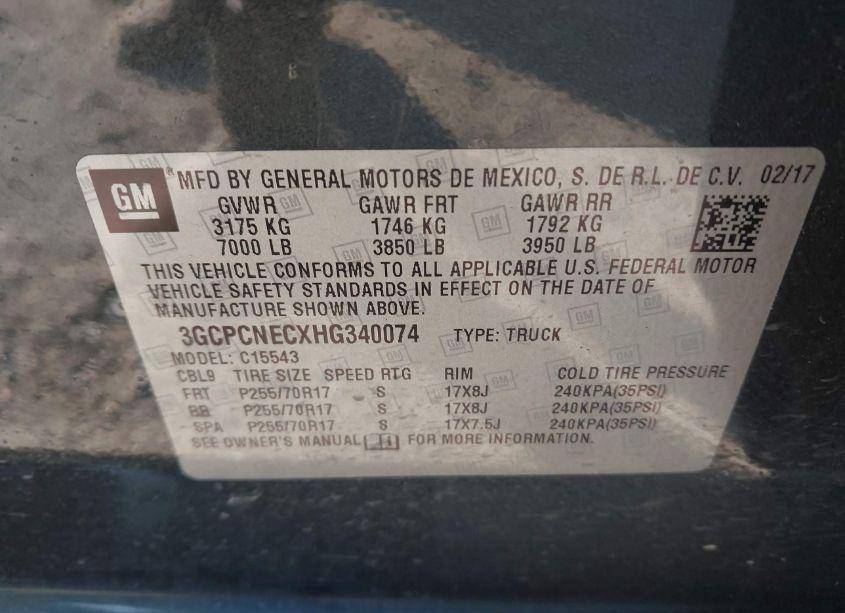 GM ® MFD BY GENERAL MOTORS DE MEXICO, S. DE R.L. DE C.V. 02/17
GVWR GAWR FRT GAWR RR
3175 KG 1746 KG 1792 KG
7000 LB 3850 LB 3950 LB
THIS VEHICLE CONFORMS TO ALL APPLICABLE U.S. FEDERAL MOTOR
VEHICLE SAFETY STANDARDS IN EFFECT ON THE DATE OF
MANUFACTURE SHOWN ABOVE.
3GCPCNECXHG340074 TYPE: TRUCK
MODEL: C15543
CBL9 TIRE SIZE SPEED RTG RIM COLD TIRE PRESSURE
FRT P255/70R17 S 17X8J 240KPA(35PSI)
RR P255/70R17 S 17X8J 240KPA(35PSI)
SPA P255/70R17 S 17X7.5J 240KPA(35PSI)
SEE OWNER'S MANUAL FOR MORE INFORMATION.